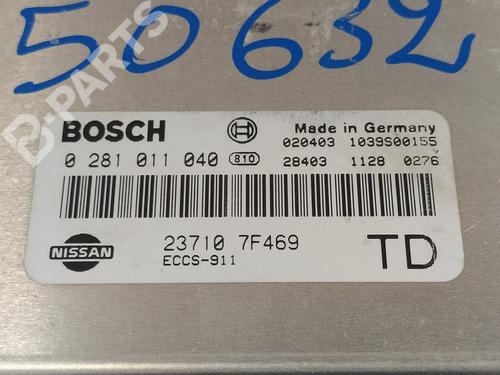 50632
B-PARTS
BOSCH
Made in Germany
020403 1039S00155
0 281 011 040 810
28403 1128 0276
23710 7F469
ECCS-911
NISSAN
TD